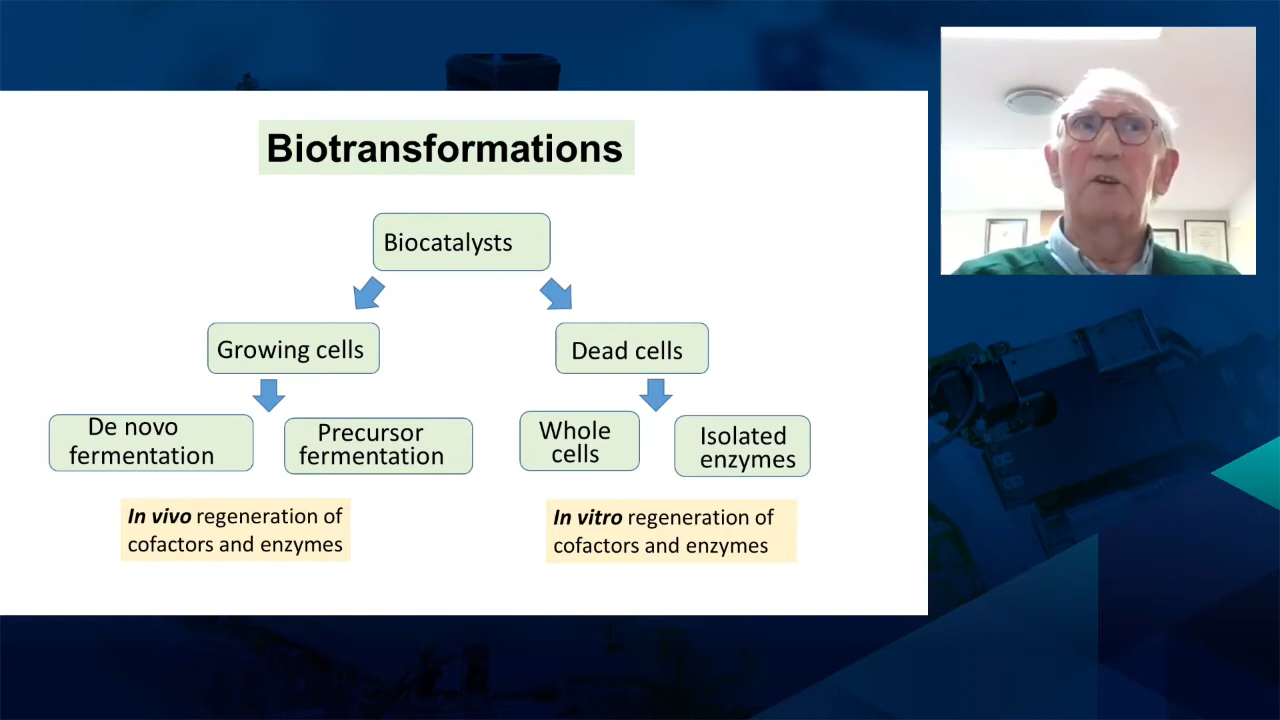 Biotransformations
Biocatalysts
Growing cells
Dead cells
De novo
fermentation
Precursor
fermentation
Whole
cells
Isolated
enzymes
In vivo regeneration of
cofactors and enzymes
In vitro regeneration of
cofactors and enzymes